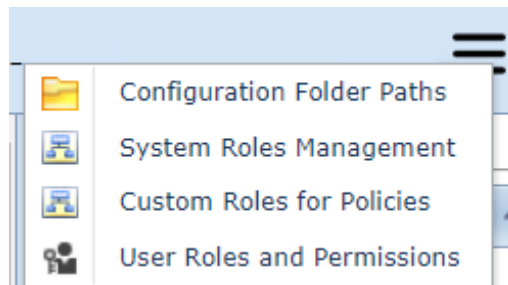 Configuration Folder Paths
System Roles Management
Custom Roles for Policies
User Roles and Permissions